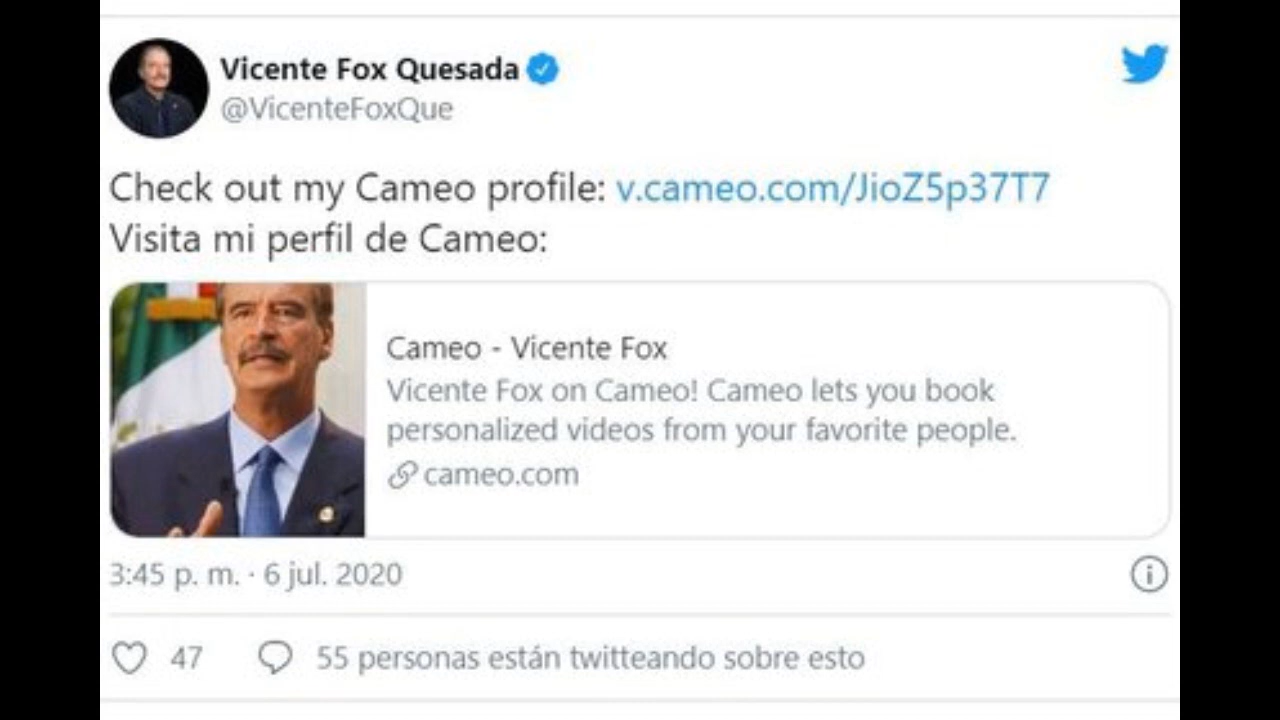 Vicente Fox Quesada
@VicenteFoxQue
Check out my Cameo profile: v.cameo.com/JioZ5p37T7
Visita mi perfil de Cameo:
Cameo - Vicente Fox
Vicente Fox on Cameo! Cameo lets you book
personalized videos from your favorite people.
cameo.com
3:45 p. m. · 6 jul. 2020
47
55 personas están twitteando sobre esto